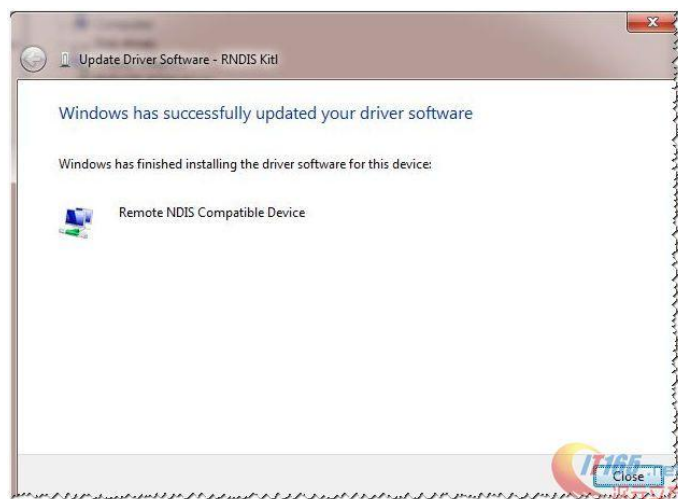 Update Driver Software - RNDIS Kitl
Windows has successfully updated your driver software
Windows has finished installing the driver software for this device:
Remote NDIS Compatible Device
IT165
Close